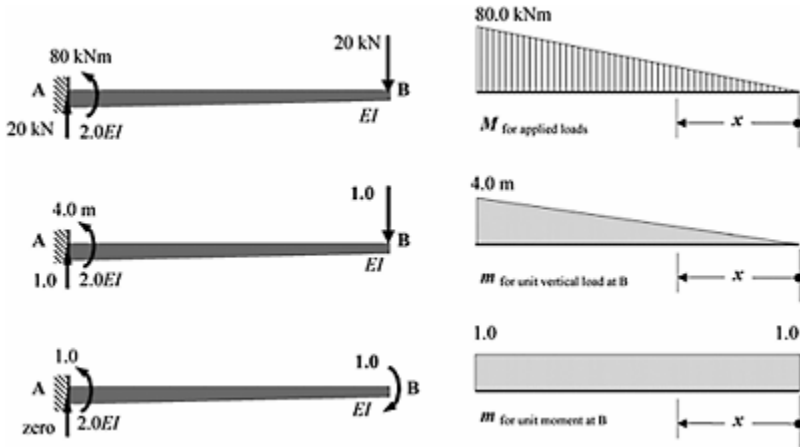 80 kNm
20 kN
A
B
20 kN
2.0EI
EI
80.0 kNm
M for applied loads
x
4.0 m
1.0
A
B
1.0
2.0EI
EI
4.0 m
m for unit vertical load at B
x
1.0
1.0
A
B
zero
2.0EI
EI
1.0
1.0
m for unit moment at B
x